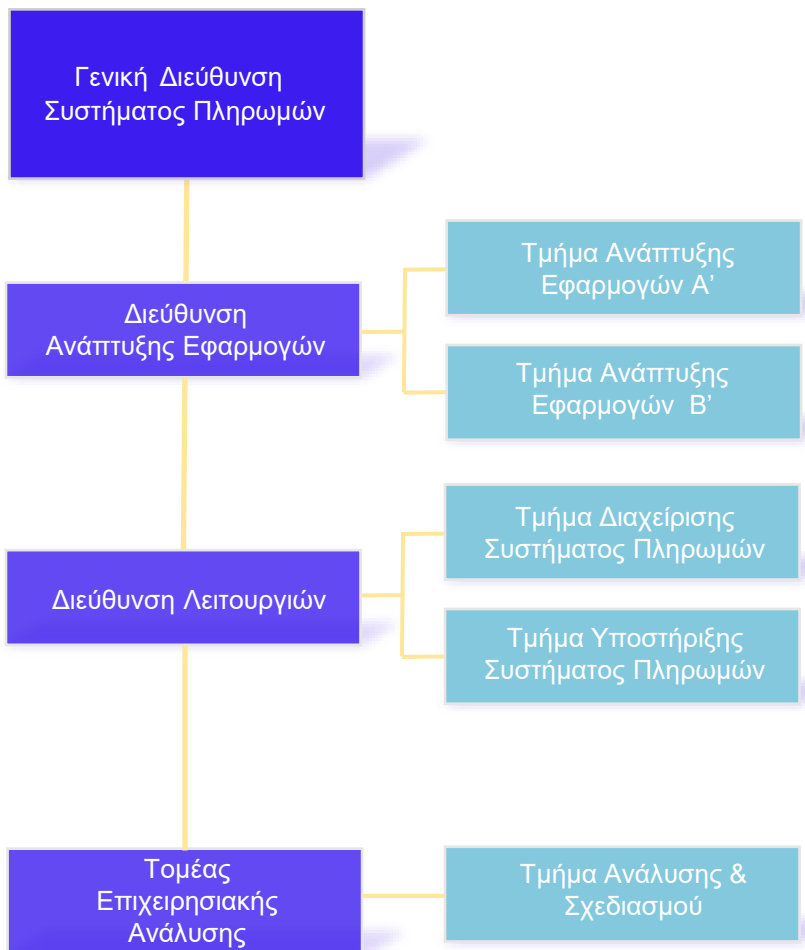 Γενική Διεύθυνση
Συστήματος Πληρωμών
Διεύθυνση
Ανάπτυξης Εφαρμογών
Τμήμα Ανάπτυξης
Εφαρμογών Α’
Τμήμα Ανάπτυξης
Εφαρμογών Β’
Διεύθυνση Λειτουργιών
Τμήμα Διαχείρισης
Συστήματος Πληρωμών
Τμήμα Υποστήριξης
Συστήματος Πληρωμών
Τομέας
Επιχειρησιακής
Ανάλυσης
Τμήμα Ανάλυσης &
Σχεδιασμού